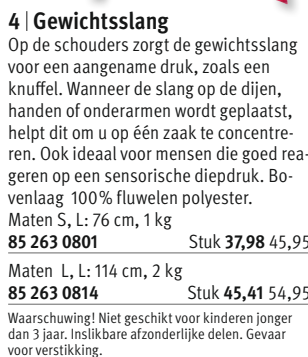 4 | Gewichtsslang
Op de schouders zorgt de gewichtsslang
voor een aangename druk, zoals een
knuffel. Wanneer de slang op de dijen,
handen of onderarmen wordt geplaatst,
helpt dit om u op één zaak te concentre-
ren. Ook ideaal voor mensen die goed rea-
geren op een sensorische diepdruk. Bo-
venlaag 100% fluwelen polyester.
Maten S, L: 76 cm, 1 kg
85 263 0801 Stuk 37,98 45,95
Maten L, L: 114 cm, 2 kg
85 263 0814 Stuk 45,41 54,95
Waarschuwing! Niet geschikt voor kinderen jonger
dan 3 jaar. Inslikbare afzonderlijke delen. Gevaar
voor verstikking.